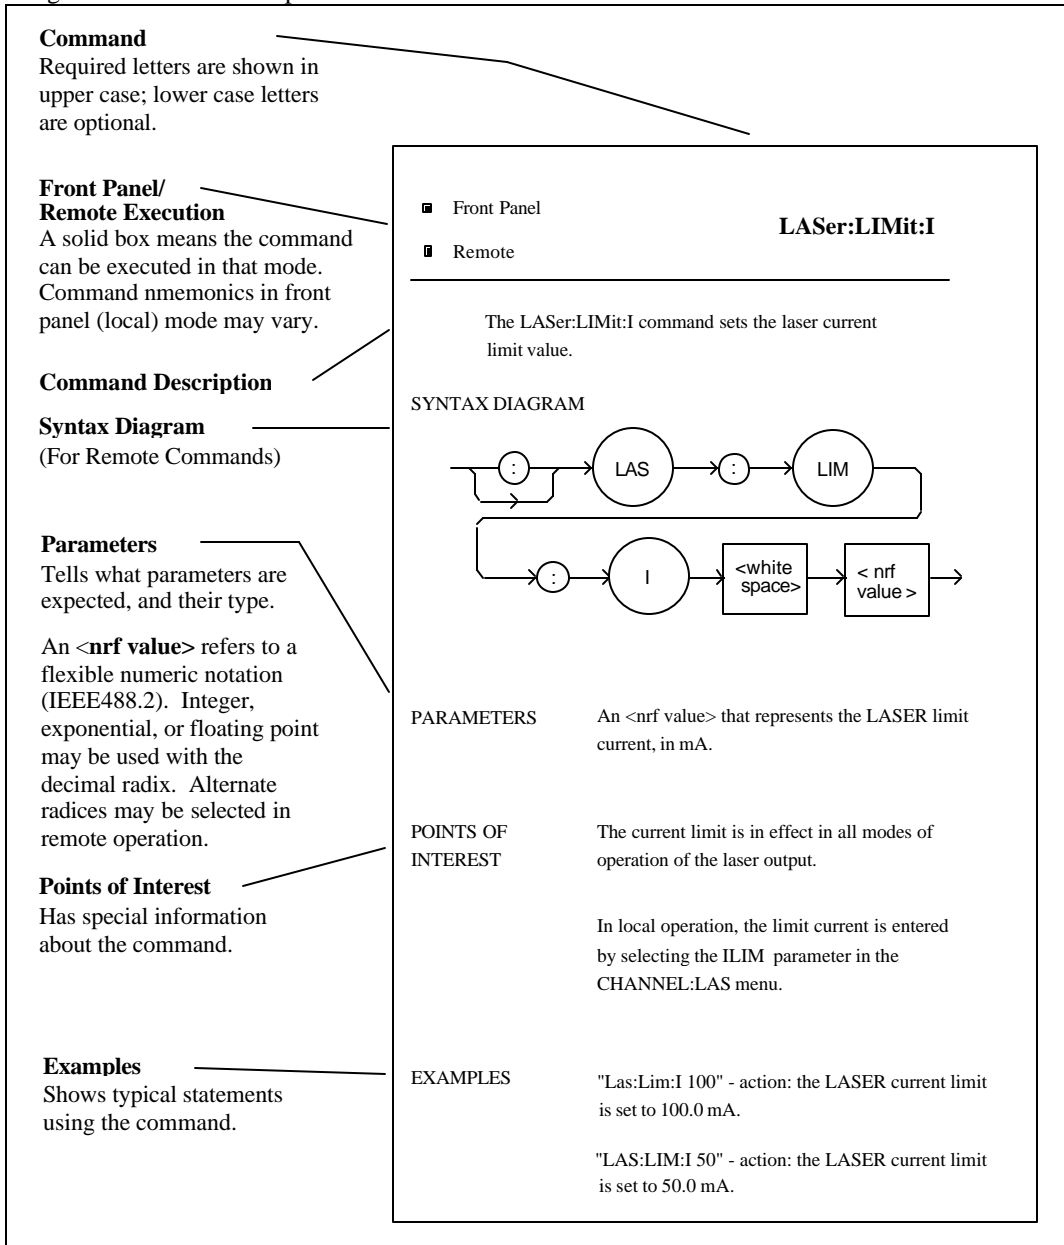 Command
Required letters are shown in
upper case; lower case letters
are optional.
Front Panel/
Remote Execution
A solid box means the command
can be executed in that mode.
Command nmemonics in front
panel (local) mode may vary.
Command Description
Syntax Diagram
(For Remote Commands)
Parameters
Tells what parameters are
expected, and their type.
An <nrf value> refers to a
flexible numeric notation
(IEEE488.2). Integer,
exponential, or floating point
may be used with the
decimal radix. Alternate
radices may be selected in
remote operation.
Points of Interest
Has special information
about the command.
Examples
Shows typical statements
using the command.
Front Panel
Remote
LASer:LIMit:I
The LASer:LIMit:I command sets the laser current
limit value.
SYNTAX DIAGRAM
: LAS : LIM
: I <white space> < nrf value >
PARAMETERS
An <nrf value> that represents the LASER limit
current, in mA.
POINTS OF
INTEREST
The current limit is in effect in all modes of
operation of the laser output.
In local operation, the limit current is entered
by selecting the ILIM parameter in the
CHANNEL:LAS menu.
EXAMPLES
"Las:Lim:I 100" - action: the LASER current limit
is set to 100.0 mA.
"LAS:LIM:I 50" - action: the LASER current limit
is set to 50.0 mA.